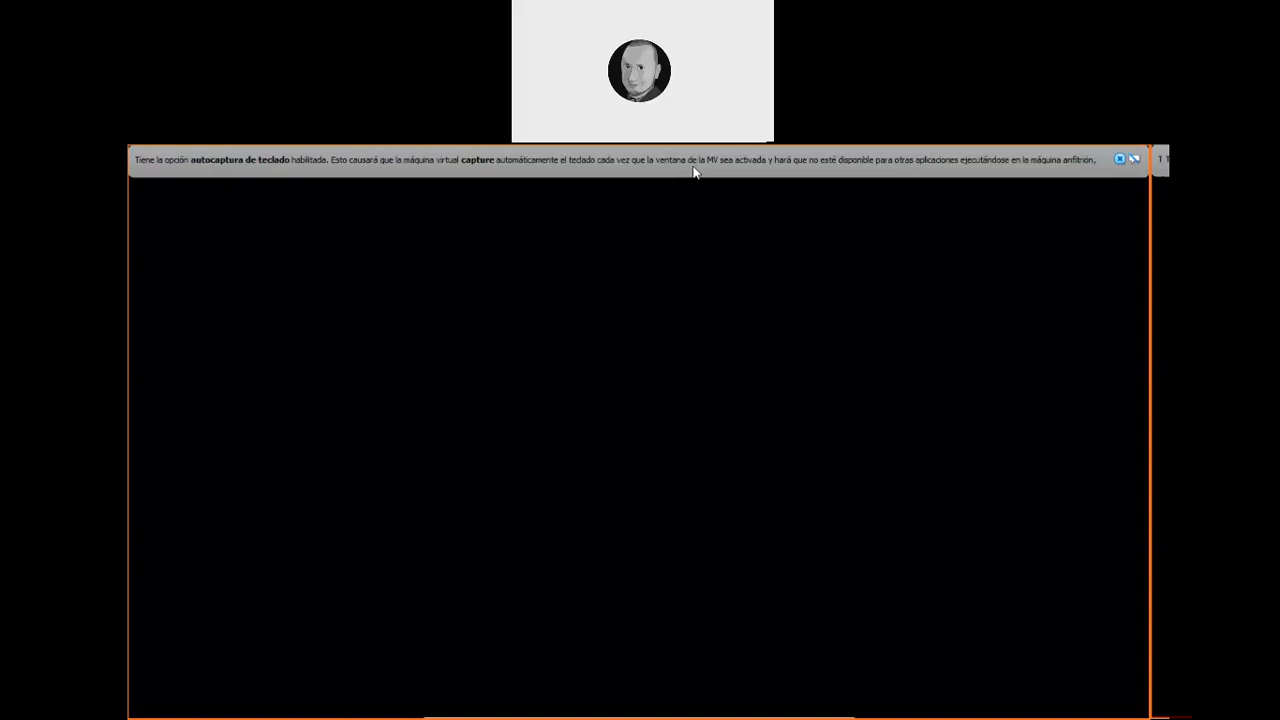 Tiene la opción autocaptura de teclado habilitada. Esto causará que la máquina virtual capture automáticamente el teclado cada vez que la ventana de la MV sea activada y hará que no esté disponible para otras aplicaciones ejecutándose en la máquina anfitrión,